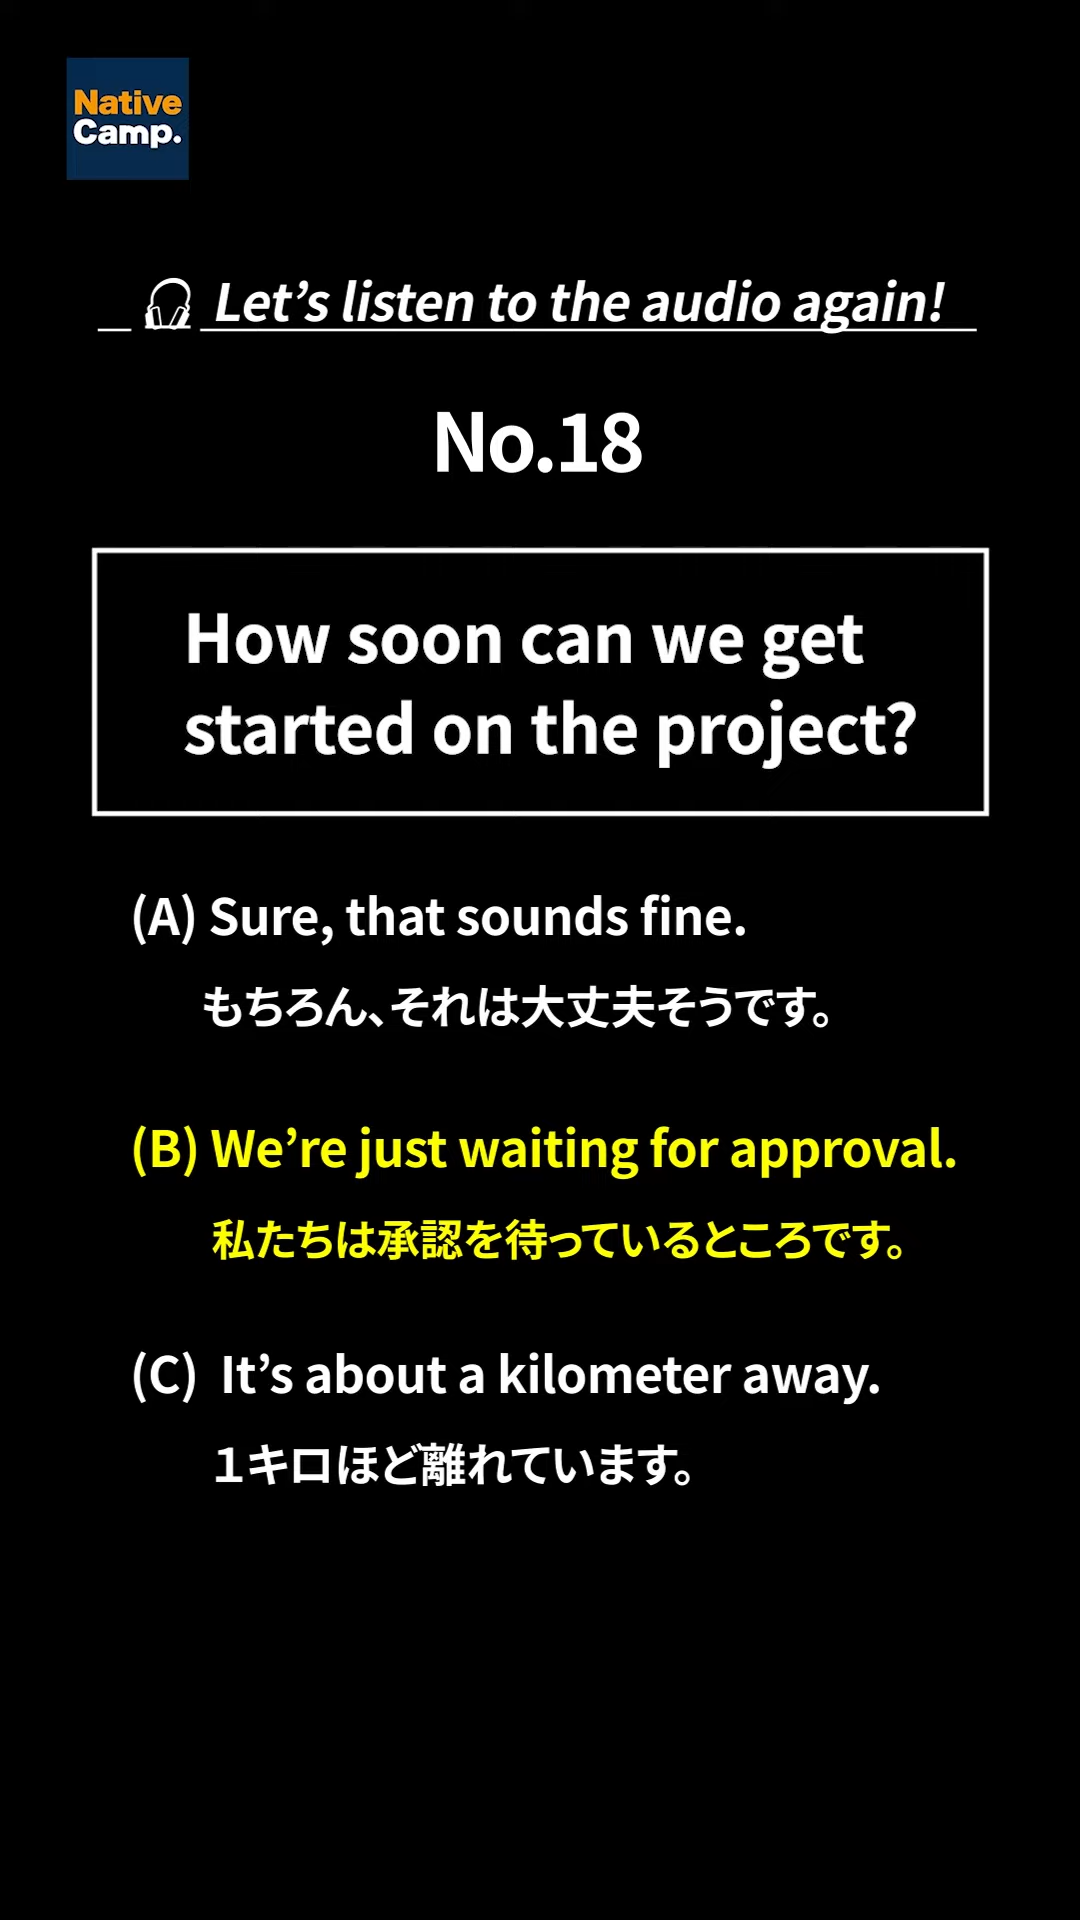 Native
Camp.
Let’s listen to the audio again!
No.18
How soon can we get
started on the project?
(A) Sure, that sounds fine.
もちろん、それは大丈夫そうです。
(B) We’re just waiting for approval.
私たちは承認を待っているところです。
(C) It’s about a kilometer away.
１キロほど離れています。